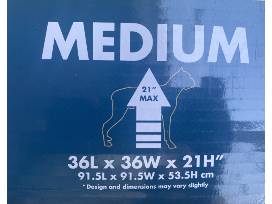 MEDIUM
21"
MAX
36L x 36W x 21H"
91.5L x 91.5W x 53.5H cm
*Design and dimensions may vary slightly